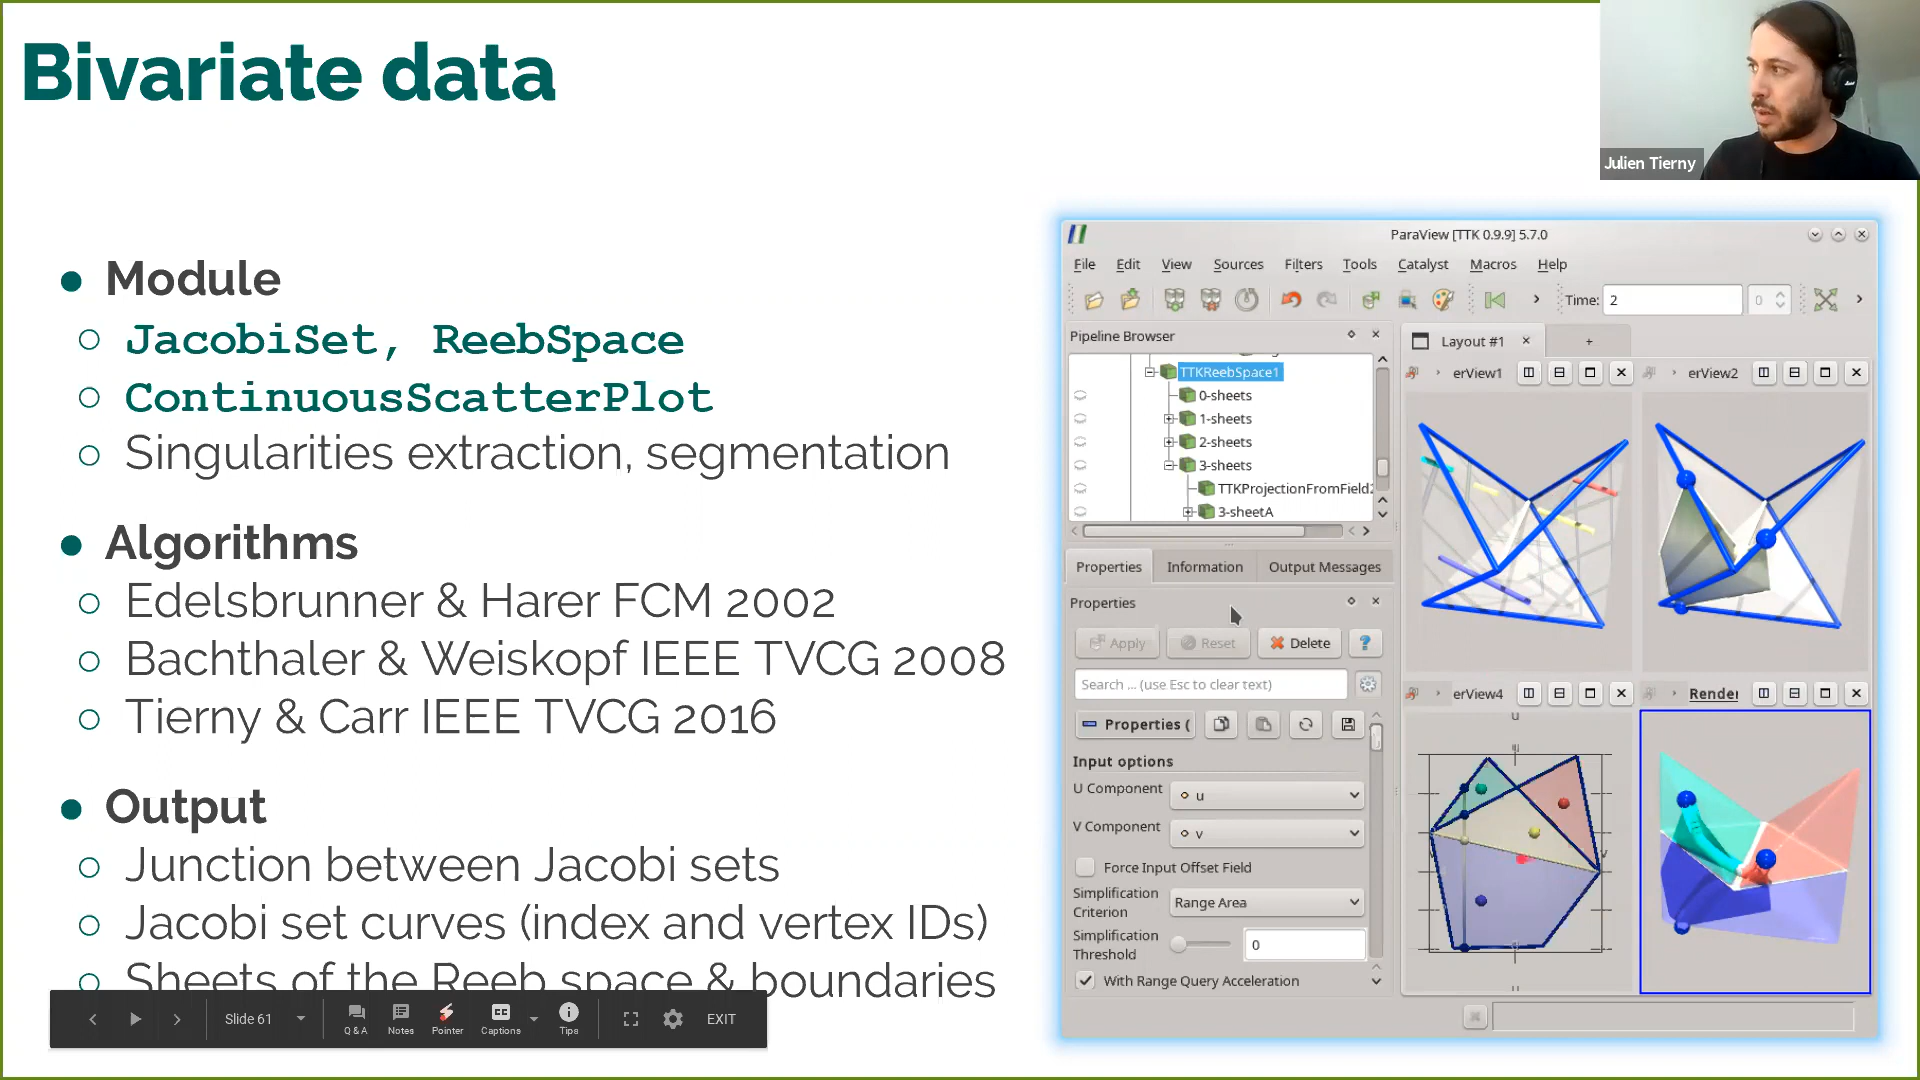 Bivariate data
Julien Tierny
● Module
○ JacobiSet, ReebSpace
○ ContinuousScatterPlot
○ Singularities extraction, segmentation
● Algorithms
○ Edelsbrunner & Harer FCM 2002
○ Bachthaler & Weiskopf IEEE TVCG 2008
○ Tierny & Carr IEEE TVCG 2016
● Output
○ Junction between Jacobi sets
○ Jacobi set curves (index and vertex IDs)
○ Sheets of the Reeb space & boundaries
Slide 61
Q & A Notes Pointer Captions Tips EXIT
ParaView [TTK 0.9.9] 5.7.0
File Edit View Sources Filters Tools Catalyst Macros Help
Time: 2 0
Pipeline Browser
TTKReebSpace1
0-sheets
1-sheets
2-sheets
3-sheets
TTKProjectionFromField
3-sheetA
Properties Information Output Messages
Properties
Apply Reset Delete ?
Search ... (use Esc to clear text)
Properties (
Input options
U Component u
V Component v
Force Input Offset Field
Simplification Criterion Range Area
Simplification Threshold 0
With Range Query Acceleration
Layout #1 +
erView1
erView2
erView4
Render
u
v